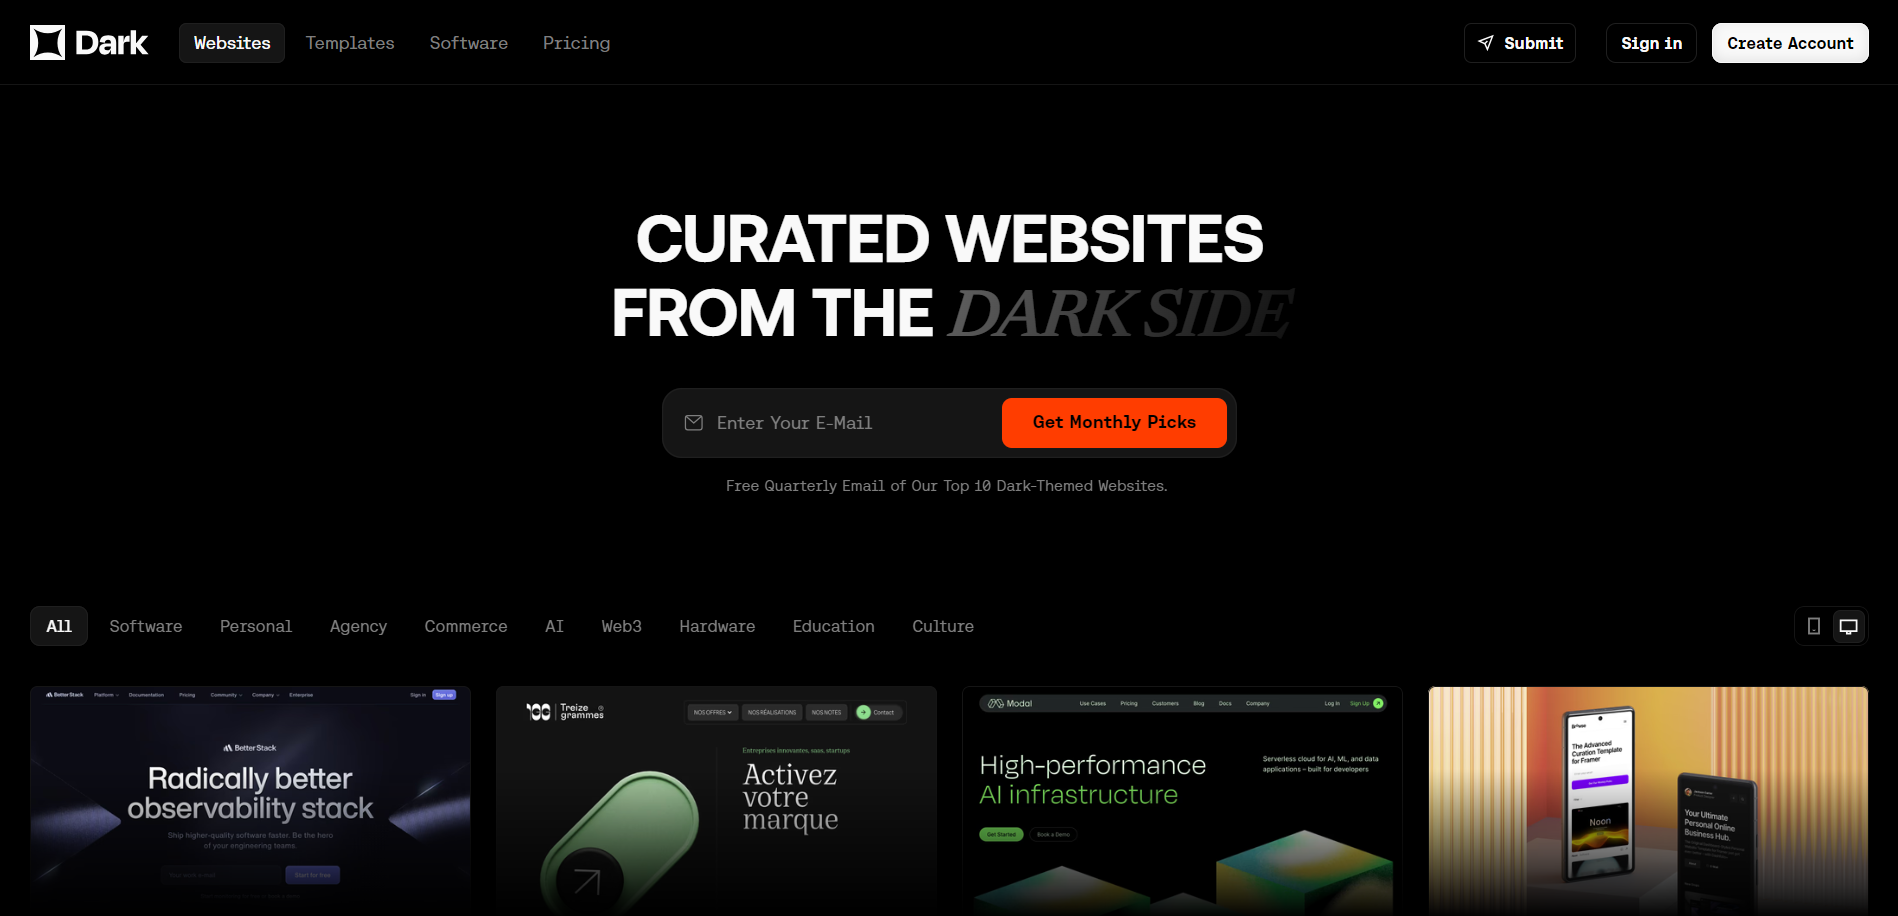 Dark
Websites
Templates
Software
Pricing
Submit
Sign in
Create Account
CURATED WEBSITES
FROM THE DARK SIDE
Enter Your E-Mail
Get Monthly Picks
Free Quarterly Email of Our Top 10 Dark-Themed Websites.
All
Software
Personal
Agency
Commerce
AI
Web3
Hardware
Education
Culture
Better Stack
Platform
Documentation
Pricing
Community
Company
Enterprise
Sign in
Sign up
Better Stack
Radically better
observability stack
Ship higher-quality software faster. Be the hero
of your engineering teams.
Start for free
Treize
grammes
NOS OFFRES
NOS RÉALISATIONS
NOS NOTES
Contact
Entreprises innovantes, saas, startups
Activez
votre
marque
Modal
Use Cases
Pricing
Customers
Blog
Docs
Company
Log In
Sign Up
High-performance
AI infrastructure
Serverless cloud for AI, ML, and data
applications – built for developers
Get Started
Book a Demo
The Advanced
Curation Template
for Framer
Noon
Your Ultimate
Personal Online
Business Hub.